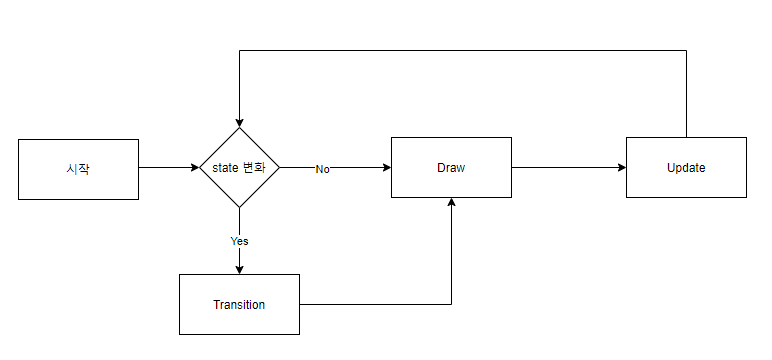 시작
state 변화
No
Draw
Update
Yes
Transition